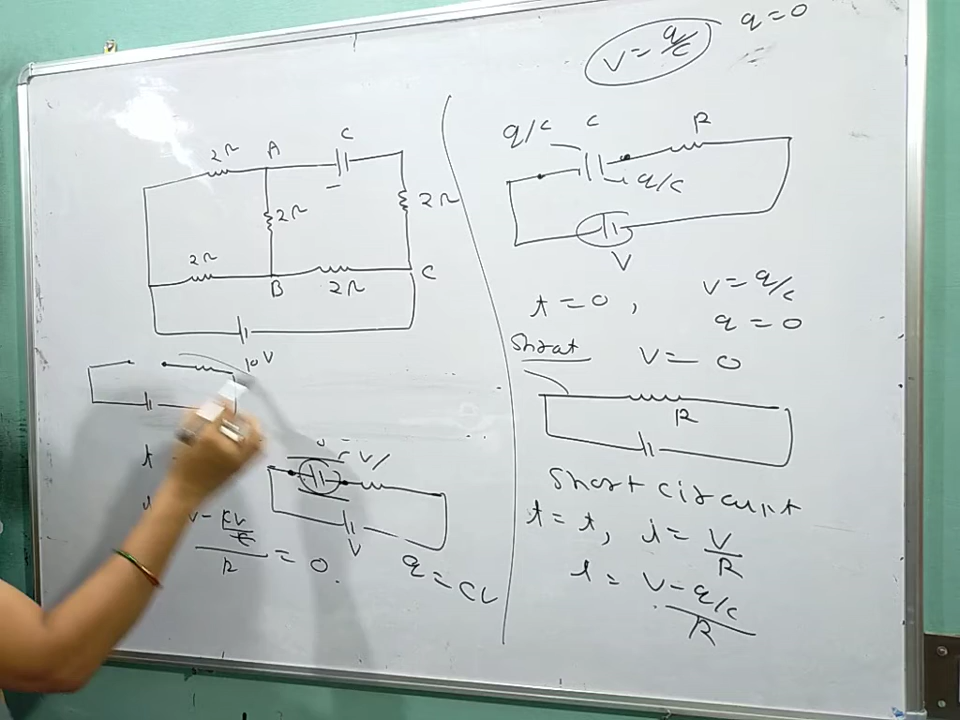 V = q/c q = 0
2Ω A C
2Ω
2Ω
2Ω B 2Ω C
10V
q/c C R
q/c
V
t = 0, V = q/c
q = 0
Short V = 0
R
Short circuit
t = t, i = V/R
i = (V - q/c)/R
t
V
R = 0.
q = CV